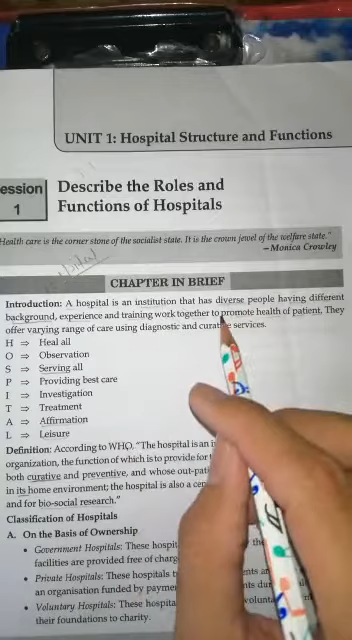 UNIT 1: Hospital Structure and Functions
ession
1
Describe the Roles and
Functions of Hospitals
Health care is the corner stone of the socialist state. It is the crown jewel of the welfare state."
– Monica Crowley
CHAPTER IN BRIEF
Introduction: A hospital is an institution that has diverse people having different
background, experience and training work together to promote health of patient. They
offer varying range of care using diagnostic and curative services.
H ⇒ Heal all
O ⇒ Observation
S ⇒ Serving all
P ⇒ Providing best care
I ⇒ Investigation
T ⇒ Treatment
A ⇒ Affirmation
L ⇒ Leisure
Definition: According to WHO, "The hospital is an i
organization, the function of which is to provide for
both curative and preventive, and whose out-pati
in its home environment; the hospital is also a cen
and for bio-social research."
Classification of Hospitals
A. On the Basis of Ownership
• Government Hospitals: These hospit the
facilities are provided free of charg
• Private Hospitals: These hospitals t
an organisation funded by payme
• Voluntary Hospitals: These hospita
their foundations to charity.